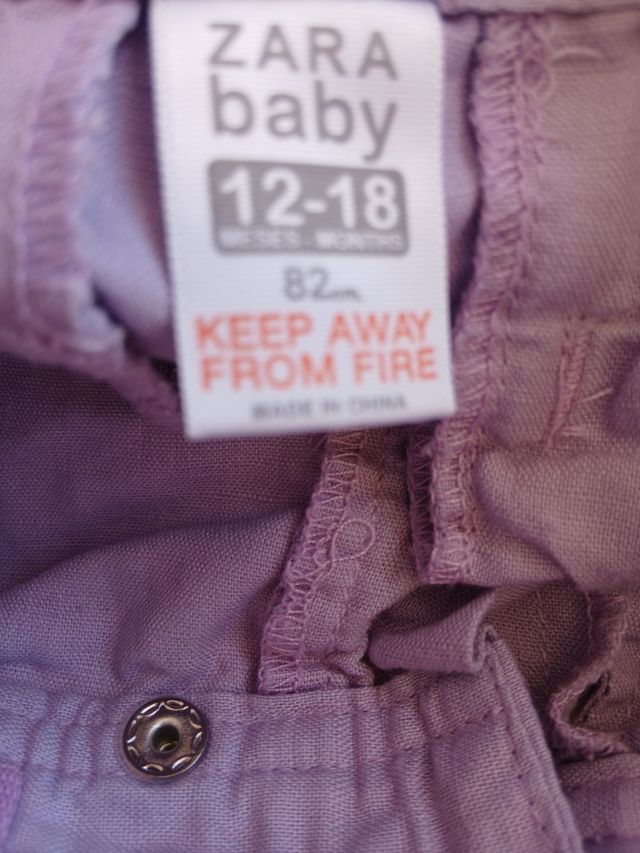 ZARA
baby
12-18
MESES - MONTHS
82cm.
KEEP AWAY
FROM FIRE
MADE IN CHINA